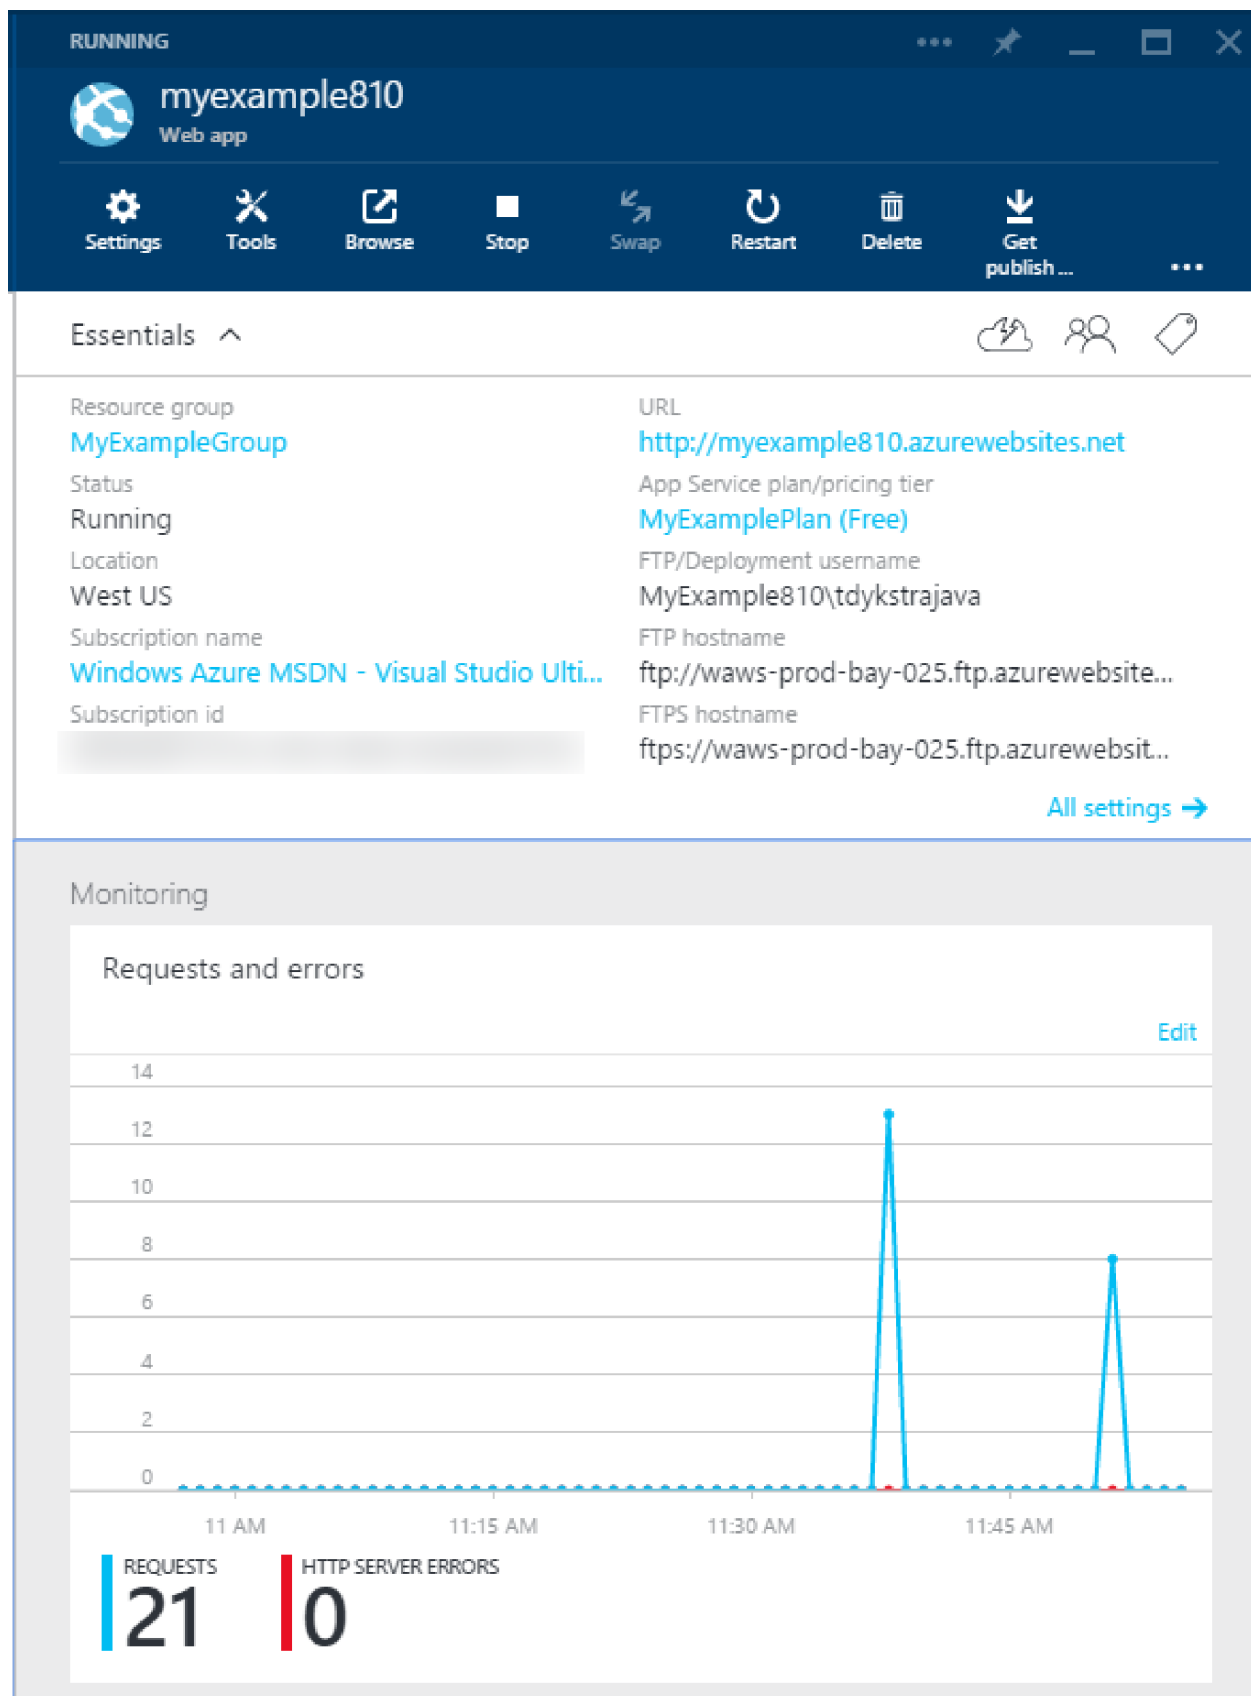 RUNNING
myexample810
Web app
Settings
Tools
Browse
Stop
Swap
Restart
Delete
Get
publish ...
Essentials
Resource group
MyExampleGroup
Status
Running
Location
West US
Subscription name
Windows Azure MSDN - Visual Studio Ulti...
Subscription id
URL
http://myexample810.azurewebsites.net
App Service plan/pricing tier
MyExamplePlan (Free)
FTP/Deployment username
MyExample810\tdykstrajava
FTP hostname
ftp://waws-prod-bay-025.ftp.azurewebsite...
FTPS hostname
ftps://waws-prod-bay-025.ftp.azurewebsit...
All settings
Monitoring
Requests and errors
Edit
14
12
10
8
6
4
2
0
11 AM
11:15 AM
11:30 AM
11:45 AM
REQUESTS
21
HTTP SERVER ERRORS
0